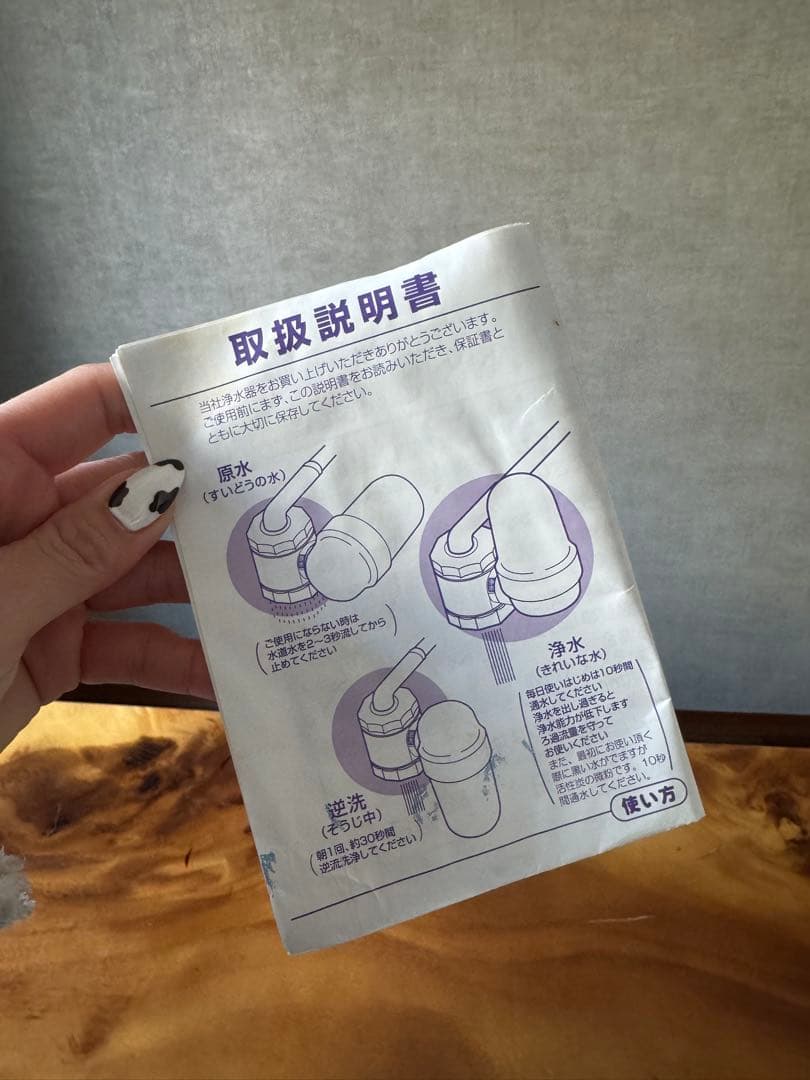 取扱説明書
当社浄水器をお買い上げいただきありがとうございます。
ご使用前にまず、この説明書をお読みいただき、保証書と
ともに大切に保存してください。
原水
(すいどうの水)
(ご使用にならない時は
水道水を2〜3秒流してから
止めてください)
浄水
(きれいな水)
(毎日使いはじめは10秒間
通水してください
浄水を出し過ぎると
浄水能力が低下します
ろ過流量を守って
お使いください
また、最初にお使い頂く
際に黒い水がでますが
活性炭の微粉です。10秒
間通水してください。)
逆洗
(そうじ中)
(朝1回、約30秒間
逆流洗浄してください)
使い方